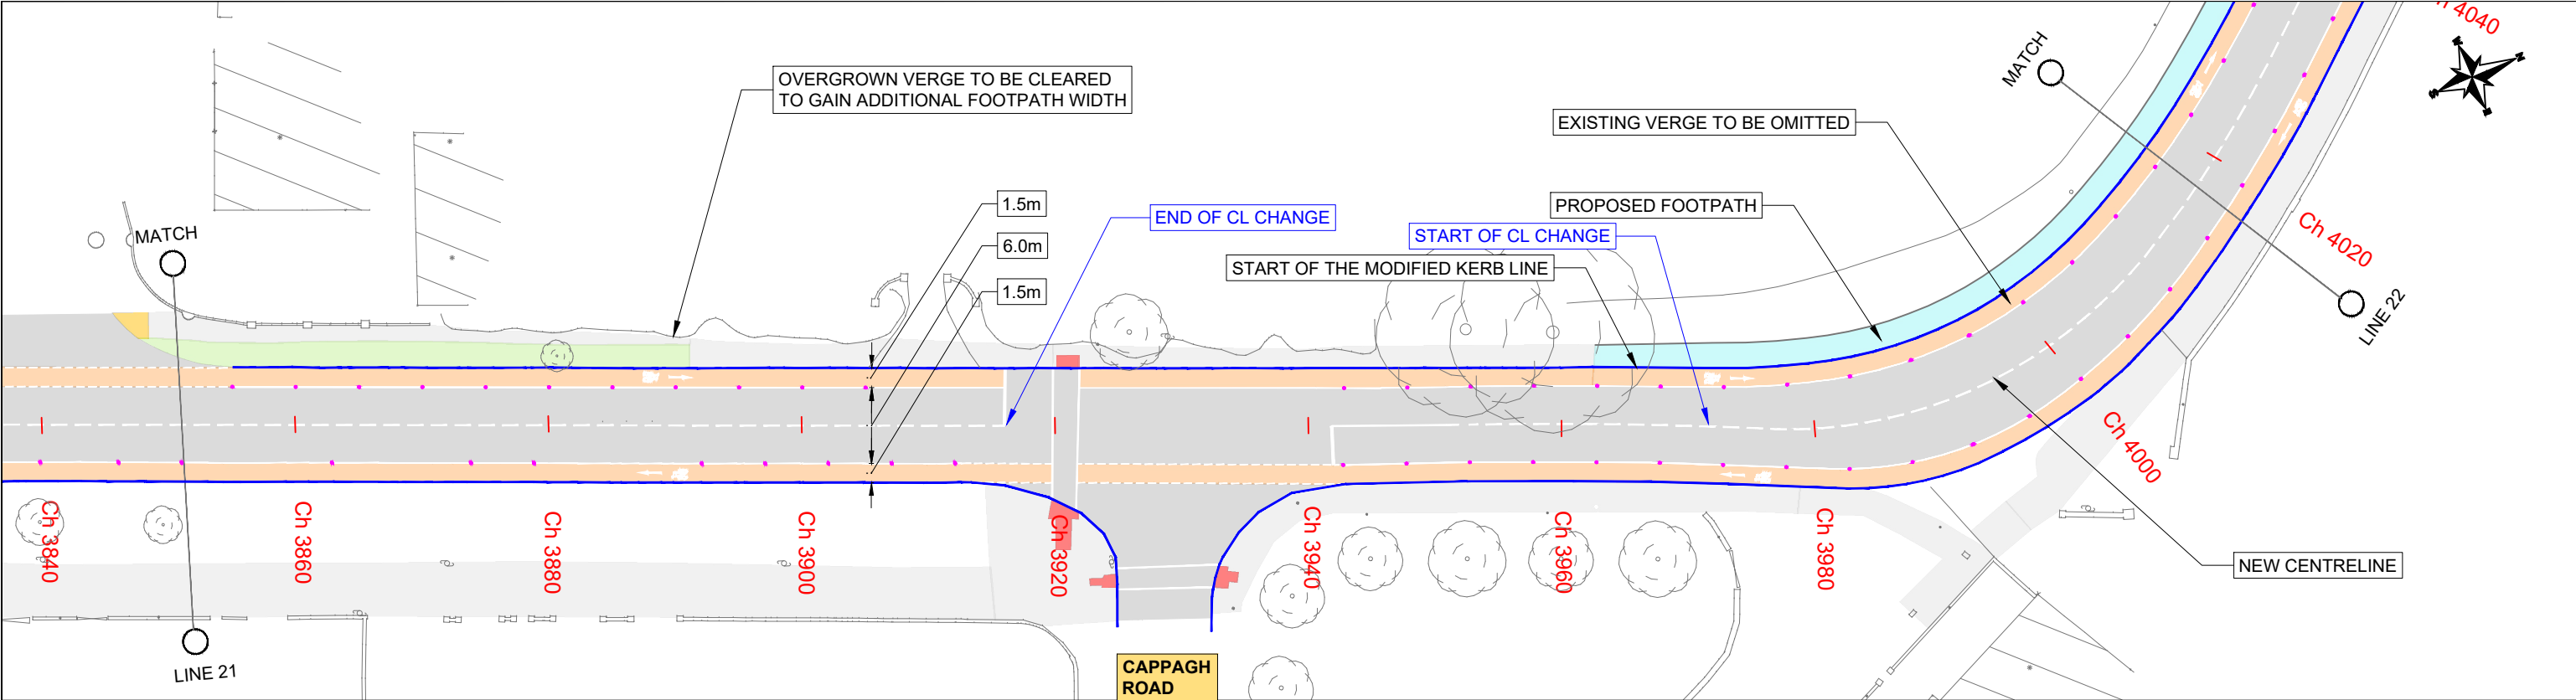 Ch 4040
MATCH
OVERGROWN VERGE TO BE CLEARED
TO GAIN ADDITIONAL FOOTPATH WIDTH
EXISTING VERGE TO BE OMITTED
1.5m
PROPOSED FOOTPATH
END OF CL CHANGE
START OF CL CHANGE
Ch 4020
MATCH
6.0m
START OF THE MODIFIED KERB LINE
1.5m
LINE 22
Ch 4000
Ch 3840
Ch 3860
Ch 3880
Ch 3900
Ch 3920
Ch 3940
Ch 3960
Ch 3980
NEW CENTRELINE
LINE 21
CAPPAGH
ROAD